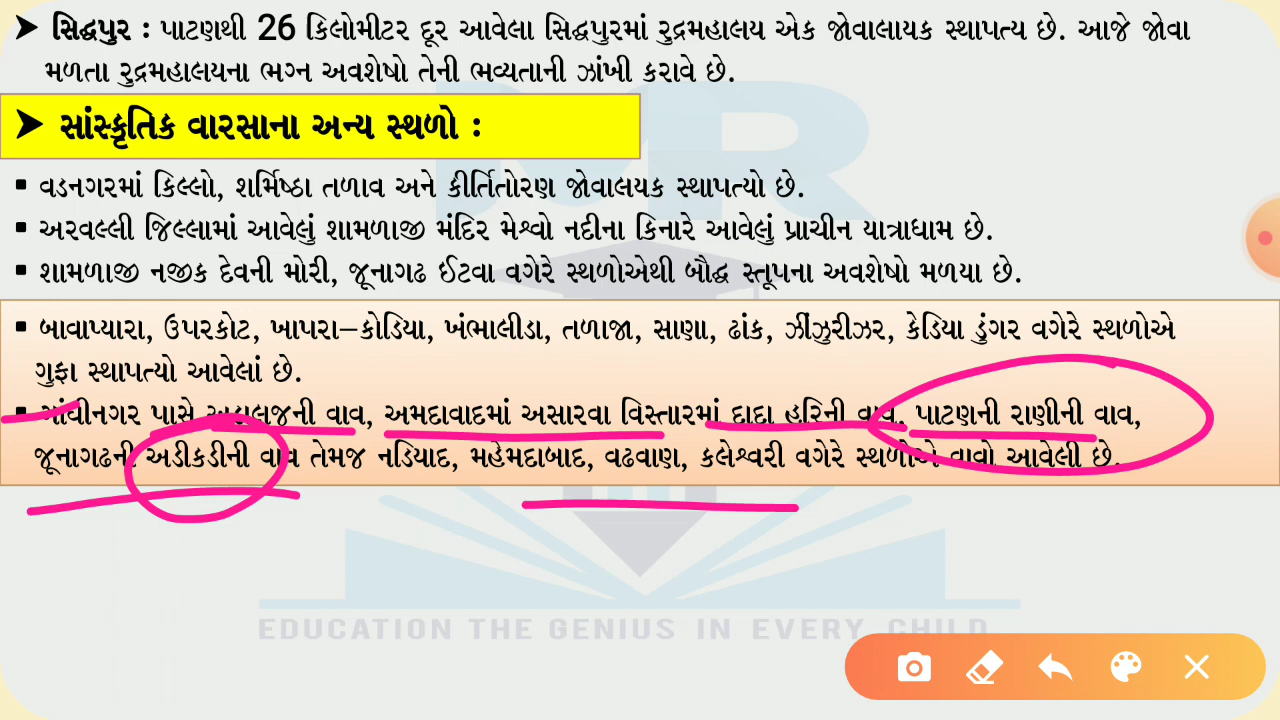 ➤ સિદ્ધપુર : પાટણથી 26 કિલોમીટર દૂર આવેલા સિદ્ધપુરમાં રુદ્રમહાલય એક જોવાલાયક સ્થાપત્ય છે. આજે જોવા
મળતા રુદ્રમહાલયના ભગ્ન અવશેષો તેની ભવ્યતાની ઝાંખી કરાવે છે.
➤ સાંસ્કૃતિક વારસાના અન્ય સ્થળો :
▪ વડનગરમાં કિલ્લો, શર્મિષ્ઠા તળાવ અને કીર્તિતોરણ જોવાલયક સ્થાપત્યો છે.
▪ અરવલ્લી જિલ્લામાં આવેલું શામળાજી મંદિર મેશ્વો નદીના કિનારે આવેલું પ્રાચીન યાત્રાધામ છે.
▪ શામળાજી નજીક દેવની મોરી, જૂનાગઢ ઈટવા વગેરે સ્થળોએથી બૌદ્ધ સ્તૂપના અવશેષો મળયા છે.
▪ બાવાપ્યારા, ઉપરકોટ, ખાપરા–કોડિયા, ખંભાલીડા, તળાજા, સાણા, ઢાંક, ઝીંઝુરીઝર, કેડિયા ડુંગર વગેરે સ્થળોએ
ગુફા સ્થાપત્યો આવેલાં છે.
▪ ગાંધીનગર પાસે અડાલજની વાવ, અમદાવાદમાં અસારવા વિસ્તારમાં દાદા હરિની વાવ, પાટણની રાણીની વાવ,
જૂનાગઢની અડીકડીની વાવ તેમજ નડિયાદ, મહેમદાબાદ, વઢવાણ, કલેશ્વરી વગેરે સ્થળોએ વાવો આવેલી છે.
MR
EDUCATION THE GENIUS IN EVERY CHILD